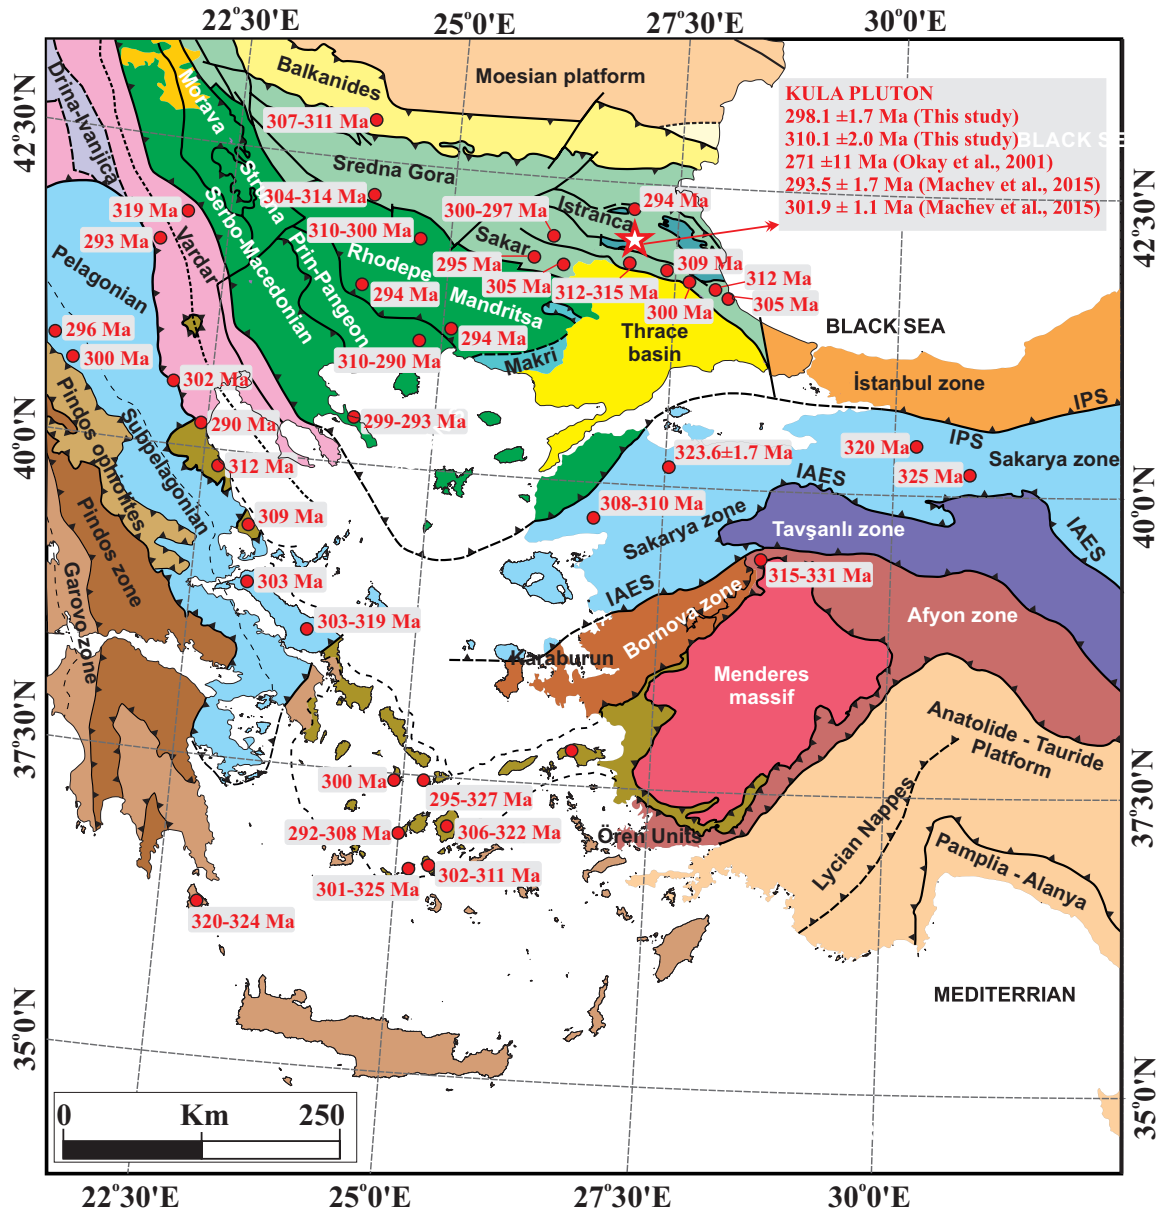 22°30'E
25°0'E
27°30'E
30°0'E
42°30'N
42°30'N
40°0'N
40°0'N
37°30'N
37°30'N
35°0'N
35°0'N
22°30'E
25°0'E
27°30'E
30°0'E
Moesian platform
Balkanides
Drina-Ivanjica
Morava
KULA PLUTON
298.1 ±1.7 Ma (This study)
310.1 ±2.0 Ma (This study)
271 ±11 Ma (Okay et al., 2001)
293.5 ± 1.7 Ma (Machev et al., 2015)
301.9 ± 1.1 Ma (Machev et al., 2015)
BLACK SE
307-311 Ma
Sredna Gora
Struma
Serbo-Macedonian
304-314 Ma
300-297 Ma
Istranca
294 Ma
319 Ma
293 Ma
Vardar
310-300 Ma
Sakar
Prin-Pangeon
Rhodepe
295 Ma
305 Ma
312-315 Ma
309 Ma
312 Ma
300 Ma
305 Ma
Pelagonian
294 Ma
Mandritsa
294 Ma
BLACK SEA
Thrace
basin
296 Ma
300 Ma
310-290 Ma
Makri
302 Ma
İstanbul zone
IPS
IPS
290 Ma
299-293 Ma
Pindos ophiolites
Subpelagonian
312 Ma
323.6±1.7 Ma
320 Ma
Sakarya zone
325 Ma
IAES
308-310 Ma
309 Ma
Sakarya zone
Tavşanlı zone
IAES
Pindos zone
Garovo zone
303 Ma
IAES
315-331 Ma
303-319 Ma
Bornova zone
Afyon zone
Karaburun
Menderes
massif
Anatolide - Tauride
Platform
300 Ma
295-327 Ma
292-308 Ma
306-322 Ma
Ören Units
Lycian Nappes
Pamplia - Alanya
301-325 Ma
302-311 Ma
320-324 Ma
MEDITERRIAN
0 Km 250